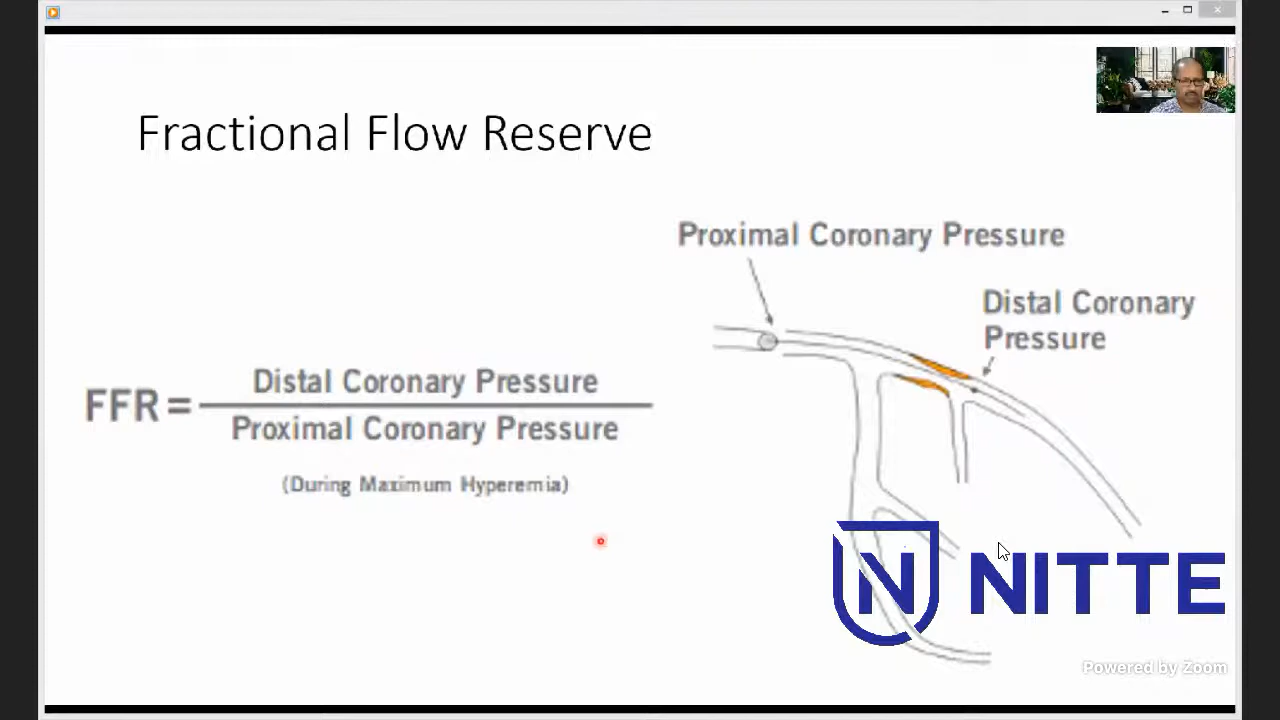 Fractional Flow Reserve
Proximal Coronary Pressure
Distal Coronary
Pressure
FFR =
Distal Coronary Pressure
Proximal Coronary Pressure
(During Maximum Hyperemia)
N NITTE
Powered by Zoom